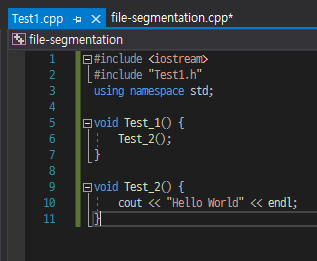 Test1.cpp file-segmentation.cpp*
file-segmentation
1 #include <iostream>
2 #include "Test1.h"
3 using namespace std;
4
5 void Test_1() {
6 Test_2();
7 }
8
9 void Test_2() {
10 cout << "Hello World" << endl;
11 }